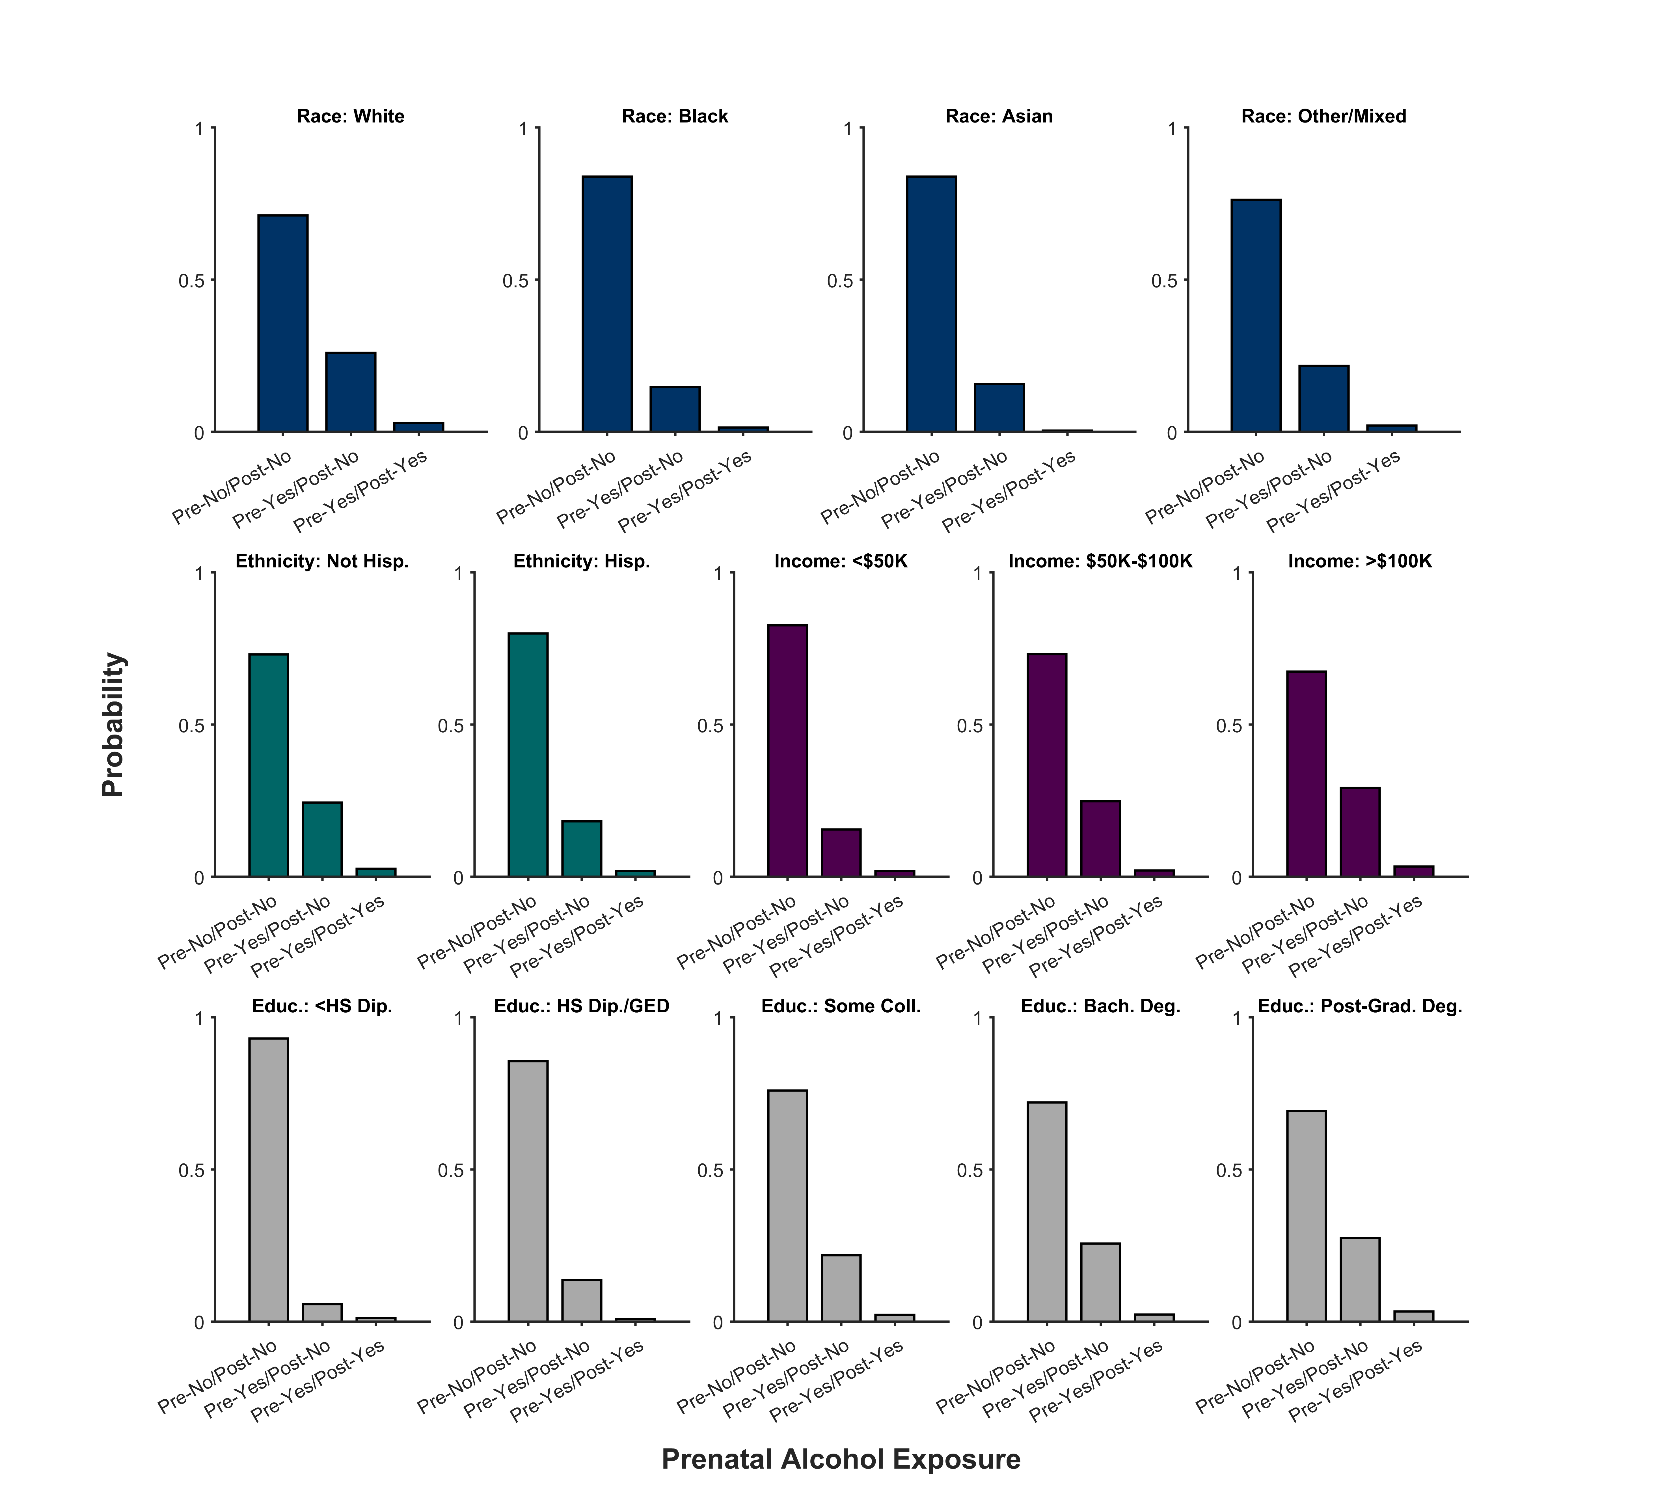 Race: White
1
0.5
0
Pre-No/Post-No
Pre-Yes/Post-No
Pre-Yes/Post-Yes
Race: Black
1
0.5
0
Pre-No/Post-No
Pre-Yes/Post-No
Pre-Yes/Post-Yes
Race: Asian
1
0.5
0
Pre-No/Post-No
Pre-Yes/Post-No
Pre-Yes/Post-Yes
Race: Other/Mixed
1
0.5
0
Pre-No/Post-No
Pre-Yes/Post-No
Pre-Yes/Post-Yes
Probability
Ethnicity: Not Hisp.
1
0.5
0
Pre-No/Post-No
Pre-Yes/Post-No
Pre-Yes/Post-Yes
Ethnicity: Hisp.
1
0.5
0
Pre-No/Post-No
Pre-Yes/Post-No
Pre-Yes/Post-Yes
Income: <$50K
1
0.5
0
Pre-No/Post-No
Pre-Yes/Post-No
Pre-Yes/Post-Yes
Income: $50K-$100K
1
0.5
0
Pre-No/Post-No
Pre-Yes/Post-No
Pre-Yes/Post-Yes
Income: >$100K
1
0.5
0
Pre-No/Post-No
Pre-Yes/Post-No
Pre-Yes/Post-Yes
Educ.: <HS Dip.
1
0.5
0
Pre-No/Post-No
Pre-Yes/Post-No
Pre-Yes/Post-Yes
Educ.: HS Dip./GED
1
0.5
0
Pre-No/Post-No
Pre-Yes/Post-No
Pre-Yes/Post-Yes
Educ.: Some Coll.
1
0.5
0
Pre-No/Post-No
Pre-Yes/Post-No
Pre-Yes/Post-Yes
Educ.: Bach. Deg.
1
0.5
0
Pre-No/Post-No
Pre-Yes/Post-No
Pre-Yes/Post-Yes
Educ.: Post-Grad. Deg.
1
0.5
0
Pre-No/Post-No
Pre-Yes/Post-No
Pre-Yes/Post-Yes
Prenatal Alcohol Exposure